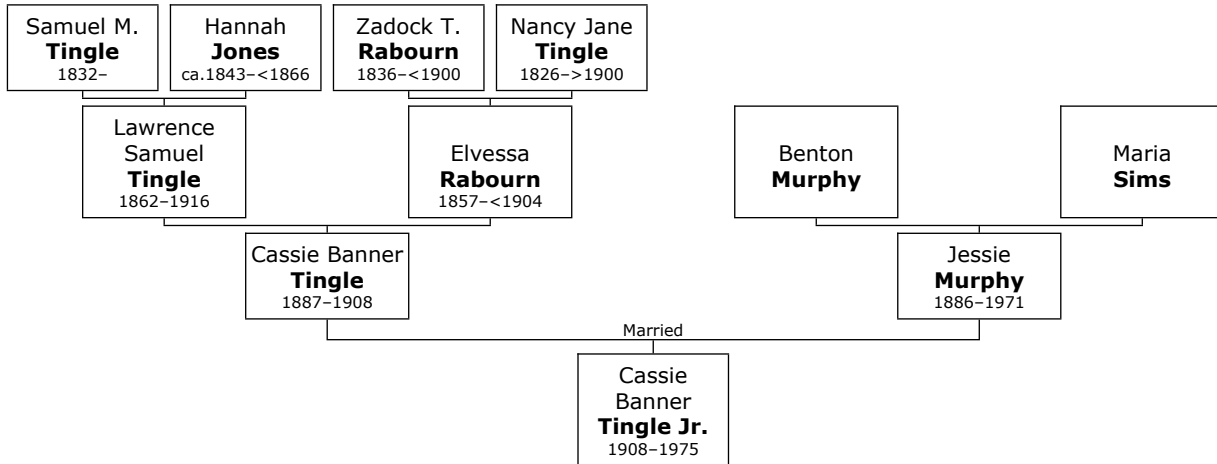 Samuel M.
Tingle
1832–
Hannah
Jones
ca.1843–<1866
Zadock T.
Rabourn
1836–<1900
Nancy Jane
Tingle
1826–>1900
Lawrence
Samuel
Tingle
1862–1916
Elvessa
Rabourn
1857–<1904
Benton
Murphy
Maria
Sims
Cassie Banner
Tingle
1887–1908
Jessie
Murphy
1886–1971
Married
Cassie
Banner
Tingle Jr.
1908–1975